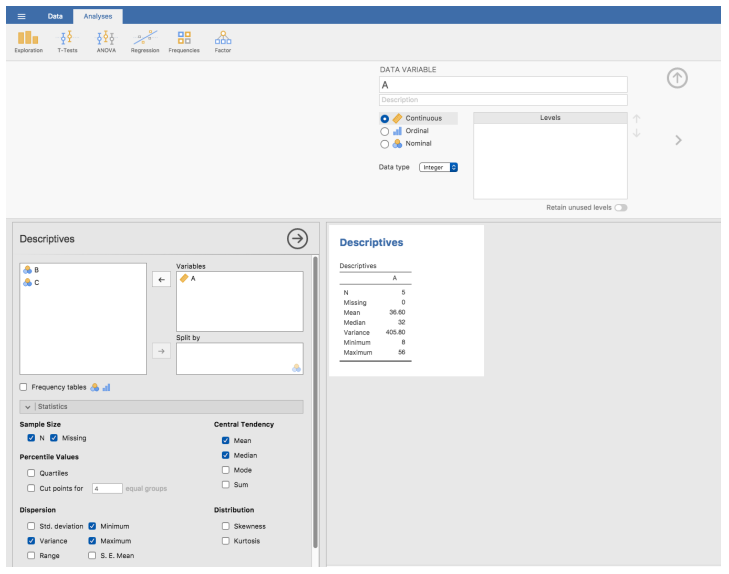 Data Analyses
Exploration T-Tests ANOVA Regression Frequencies Factor
DATA VARIABLE
A
Description
Continuous
Ordinal
Nominal
Levels
Data type Integer
Retain unused levels
Descriptives
B
C
Variables
A
Split by
Frequency tables
Statistics
Sample Size
N Missing
Percentile Values
Quartiles
Cut points for 4 equal groups
Dispersion
Std. deviation Minimum
Variance Maximum
Range S. E. Mean
Central Tendency
Mean
Median
Mode
Sum
Distribution
Skewness
Kurtosis
Descriptives
Descriptives
A
N 5
Missing 0
Mean 36.60
Median 32
Variance 405.80
Minimum 8
Maximum 56